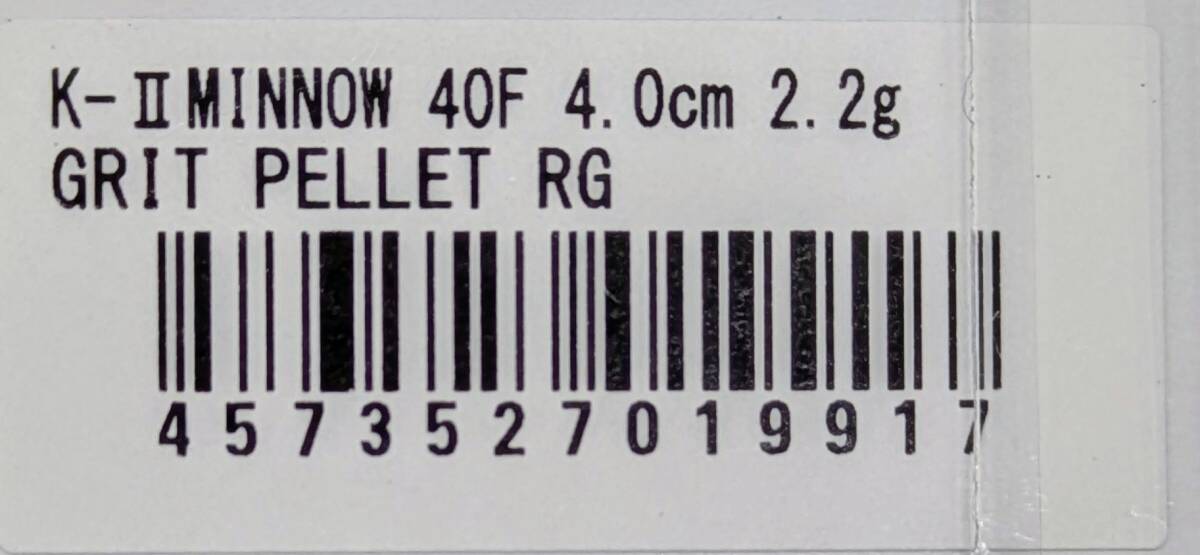 K-ⅡMINNOW 40F 4.0cm 2.2g
GRIT PELLET RG
4573527019917